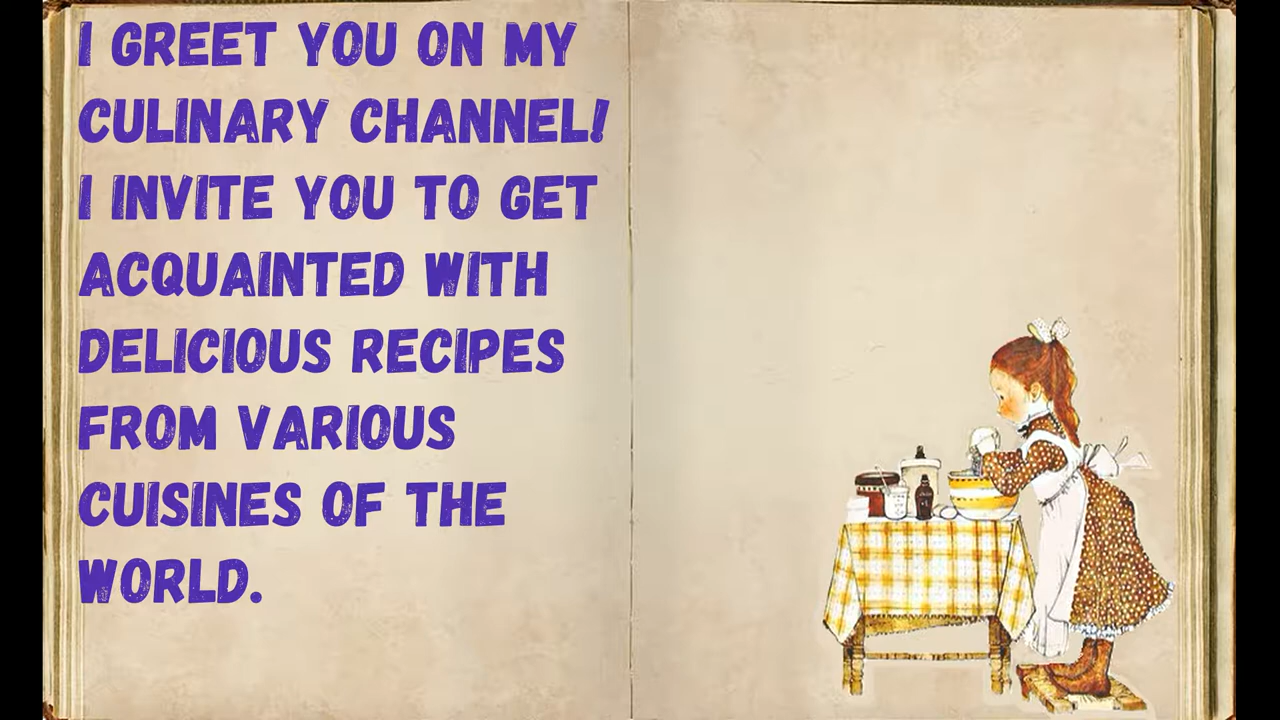 I GREET YOU ON MY
CULINARY CHANNEL!
I INVITE YOU TO GET
ACQUAINTED WITH
DELICIOUS RECIPES
FROM VARIOUS
CUISINES OF THE
WORLD.